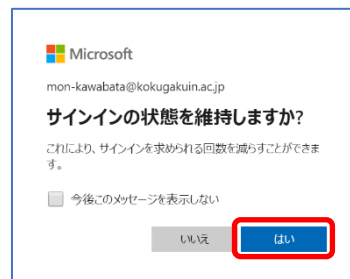 Microsoft
mon-kawabata@kokugakuin.ac.jp
サインインの状態を維持しますか?
これにより、サインインを求められる回数を減らすことができま
す。
今後このメッセージを表示しない
いいえ
はい